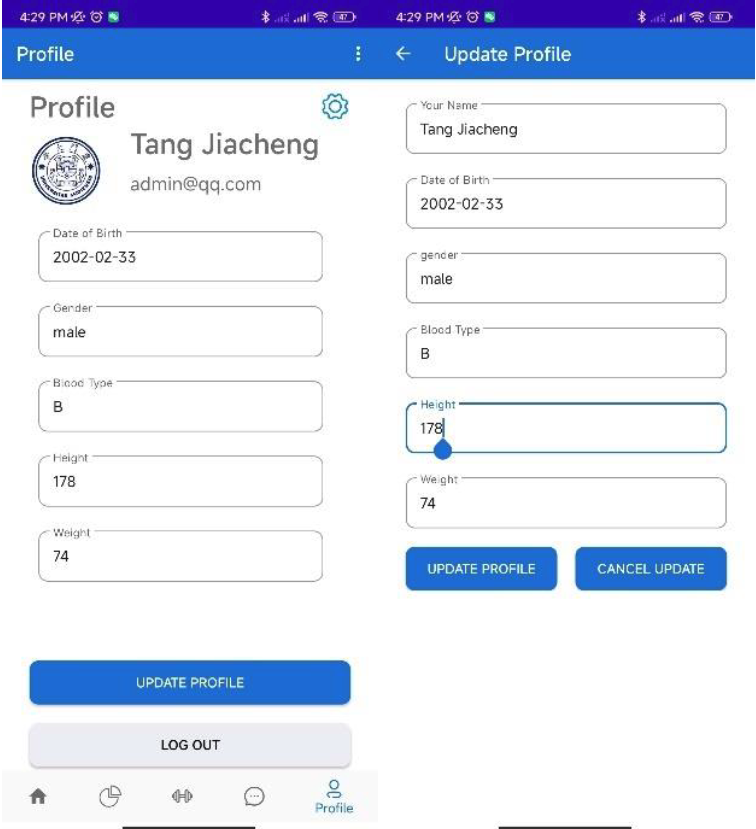 4:29 PM
47
Profile
Profile
Tang Jiacheng
admin@qq.com
Date of Birth
2002-02-33
Gender
male
Blood Type
B
Height
178
Weight
74
UPDATE PROFILE
LOG OUT
Profile
4:29 PM
47
Update Profile
Your Name
Tang Jiacheng
Date of Birth
2002-02-33
gender
male
Blood Type
B
Height
178
Weight
74
UPDATE PROFILE
CANCEL UPDATE